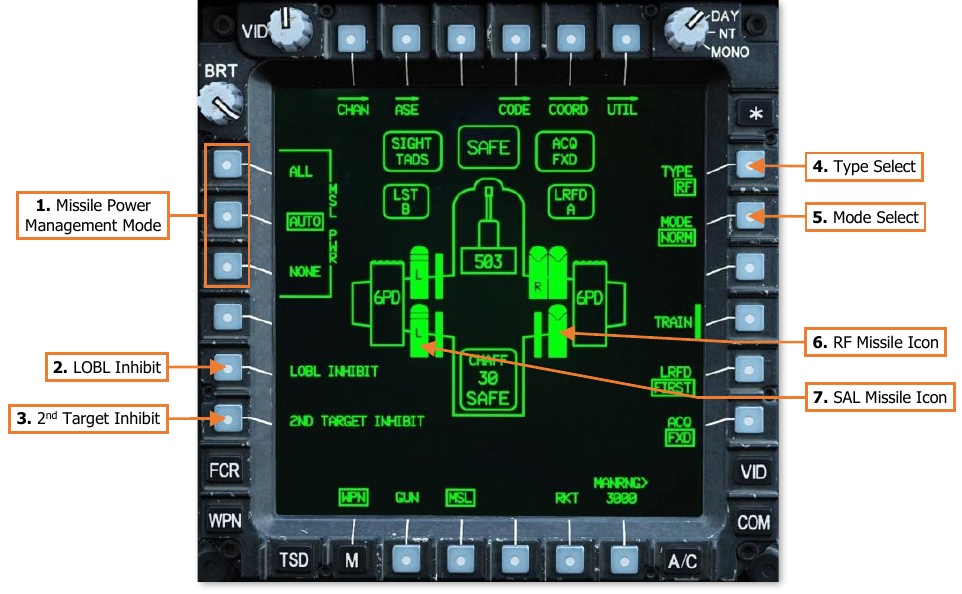 VID
DAY
NT
MONO
BRT
CHAN
ASE
CODE
COORD
UTIL
*
SIGHT
TADS
SAFE
ACQ
FXD
ALL
TYPE
RF
4. Type Select
MSL PWR
LST
B
LRFD
A
1. Missile Power
Management Mode
AUTO
MODE
NORM
5. Mode Select
503
L
R
NONE
6PD
6PD
TRAIN
L
6. RF Missile Icon
2. LOBL Inhibit
LOBL INHIBIT
CHAFF
30
SAFE
LRFD
FIRST
7. SAL Missile Icon
3. 2nd Target Inhibit
2ND TARGET INHIBIT
ACQ
FXD
FCR
VID
MANRNG>
WPN
GUN
MSL
RKT
3000
WPN
COM
TSD
M
A/C